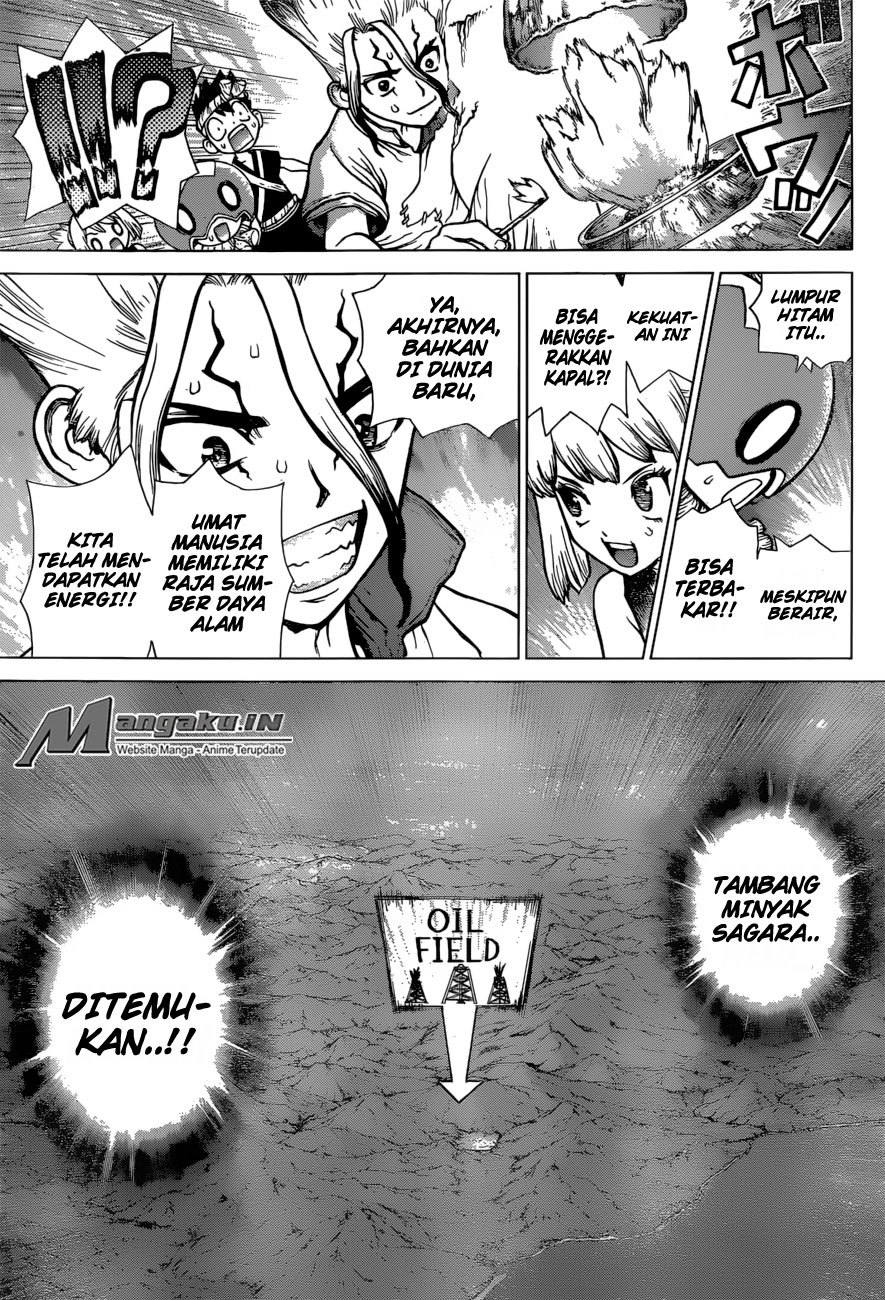 !!?
ボウッ
LUMPUR
HITAM
ITU..
MESKIPUN
BERAIR,
BISA
TERBA-
KAR!!
KEKUAT-
AN INI
BISA
MENGGE-
RAKKAN
KAPAL?!
YA,
AKHIRNYA,
BAHKAN
DI DUNIA
BARU,
UMAT
MANUSIA
MEMILIKI
RAJA SUM-
BER DAYA
ALAM
KITA
TELAH MEN-
DAPATKAN
ENERGI!!
Mangaku.IN
Website Manga - Anime Terupdate
TAMBANG
MINYAK
SAGARA..
OIL
FIELD
DITEMU-
KAN..!!